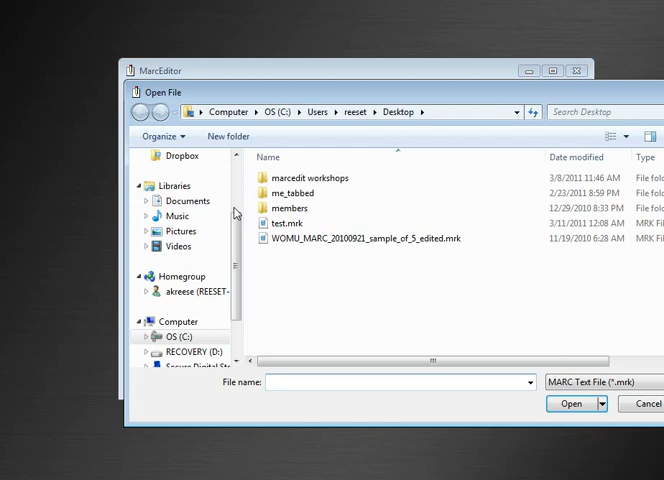 MarcEditor
Open File
Computer OS (C:) Users reeset Desktop
Search Desktop
Organize New folder
Dropbox
Libraries
Documents
Music
Pictures
Videos
Homegroup
akreese (REESET-
Computer
OS (C:)
RECOVERY (D:)
Secure Digital St
Name Date modified Type
marcedit workshops 3/8/2011 11:46 AM File fold
me_tabbed 2/23/2011 8:59 PM File fold
members 12/29/2010 8:33 PM File fold
test.mrk 3/11/2011 12:08 AM MRK File
WOMU_MARC_20100921_sample_of_5_edited.mrk 11/19/2010 6:28 AM MRK File
File name: MARC Text File (*.mrk)
Open Cancel